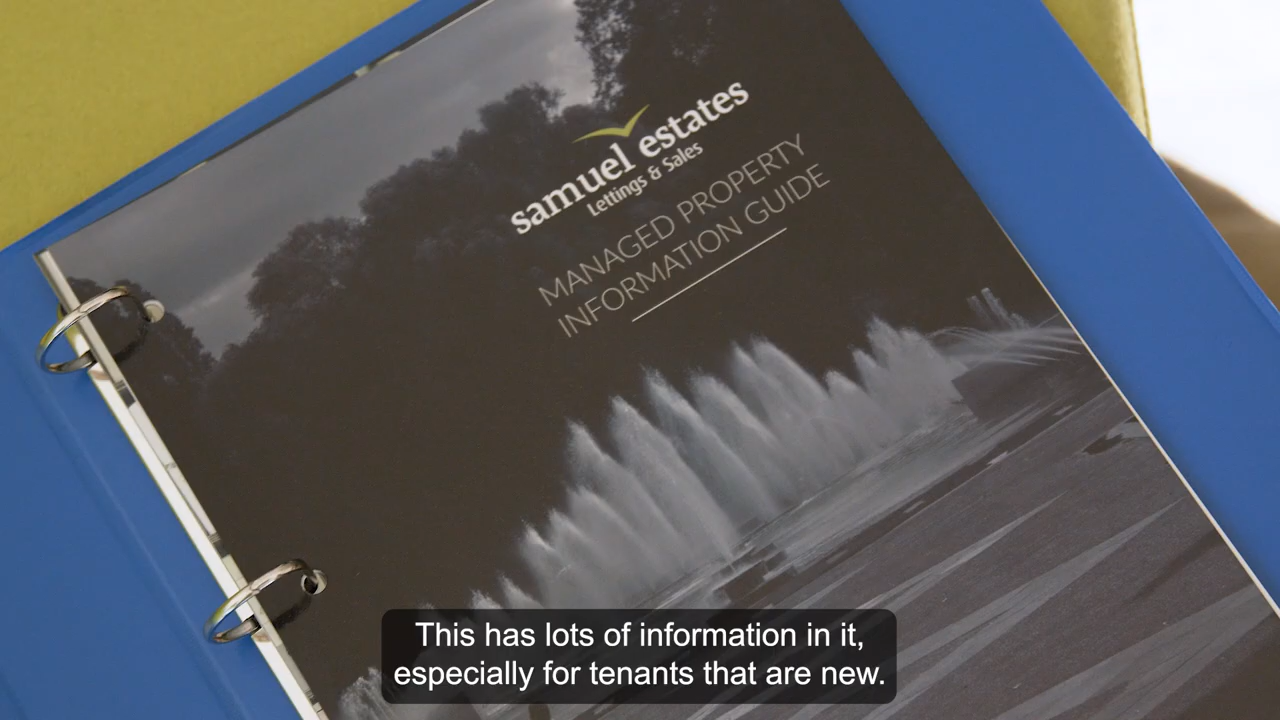 samuel estates
Lettings & Sales
MANAGED PROPERTY
INFORMATION GUIDE
This has lots of information in it,
especially for tenants that are new.